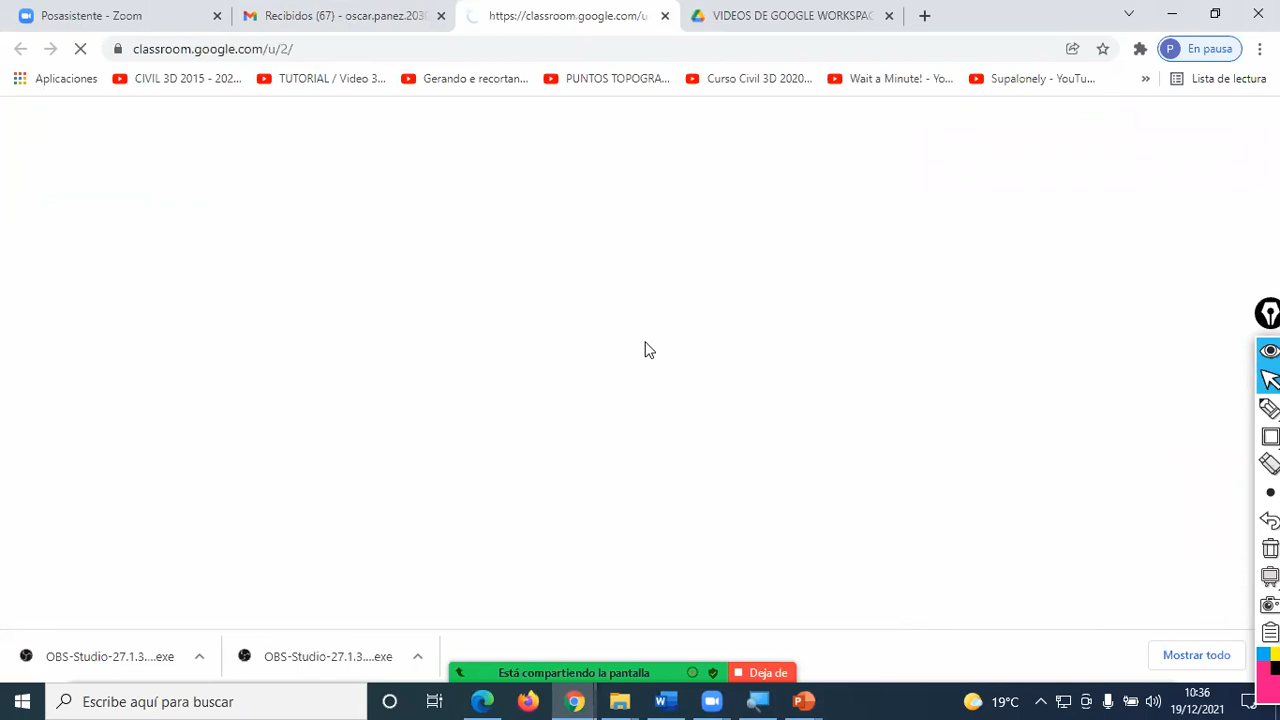 Posasistente - Zoom
Recibidos (67) - oscar.panez.203
https://classroom.google.com/u
VIDEOS DE GOOGLE WORKSPAC
classroom.google.com/u/2/
P En pausa
Aplicaciones
CIVIL 3D 2015 - 202...
TUTORIAL / Video 3...
Gerando e recortan...
PUNTOS TOPOGRA...
Curso Civil 3D 2020...
Wait a Minute! - Yo...
Supalonely - YouTu...
»
Lista de lectura
OBS-Studio-27.1.3....exe
OBS-Studio-27.1.3....exe
Mostrar todo
Está compartiendo la pantalla
Deja de
Escribe aquí para buscar
19°C
10:36
19/12/2021